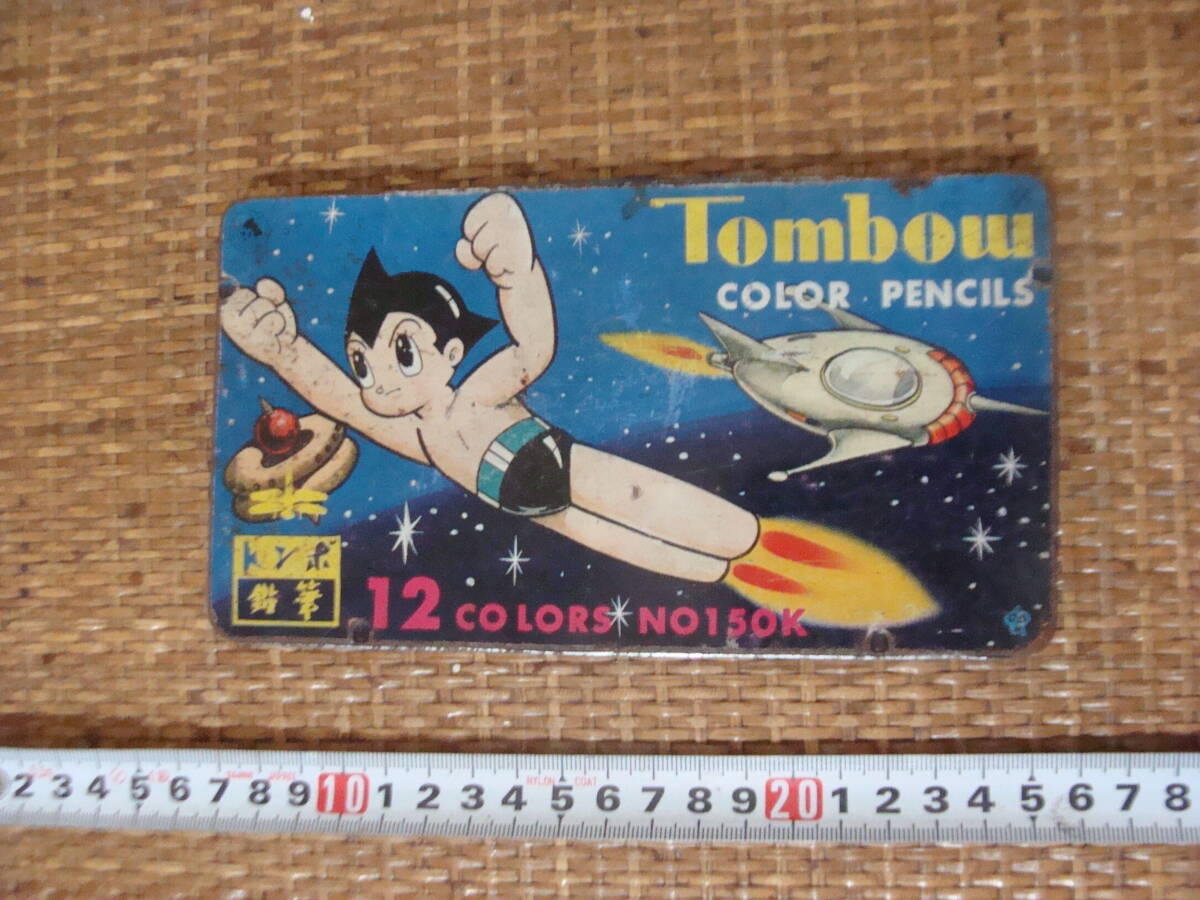 Tombow
COLOR PENCILS
トンボ
鉛筆
12 COLORS NO150K
2 3 4 5 6 7 8 9 10 1 2 3 4 5 6 7 8 9 20 1 2 3 4 5 6 7 8
NYLON COAT